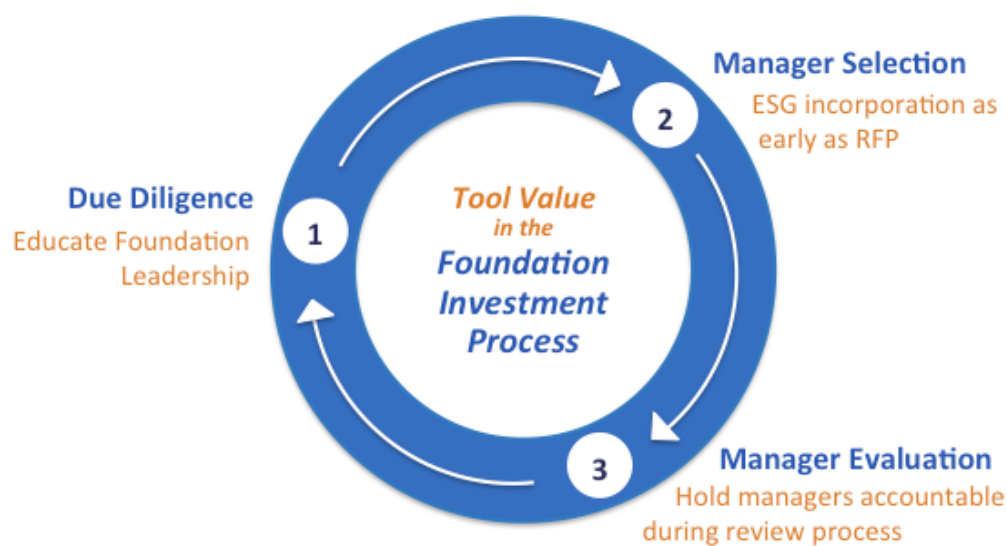 Tool Value
in the
Foundation
Investment
Process
1
Due Diligence
Educate Foundation
Leadership
2
Manager Selection
ESG incorporation as
early as RFP
3
Manager Evaluation
Hold managers accountable
during review process